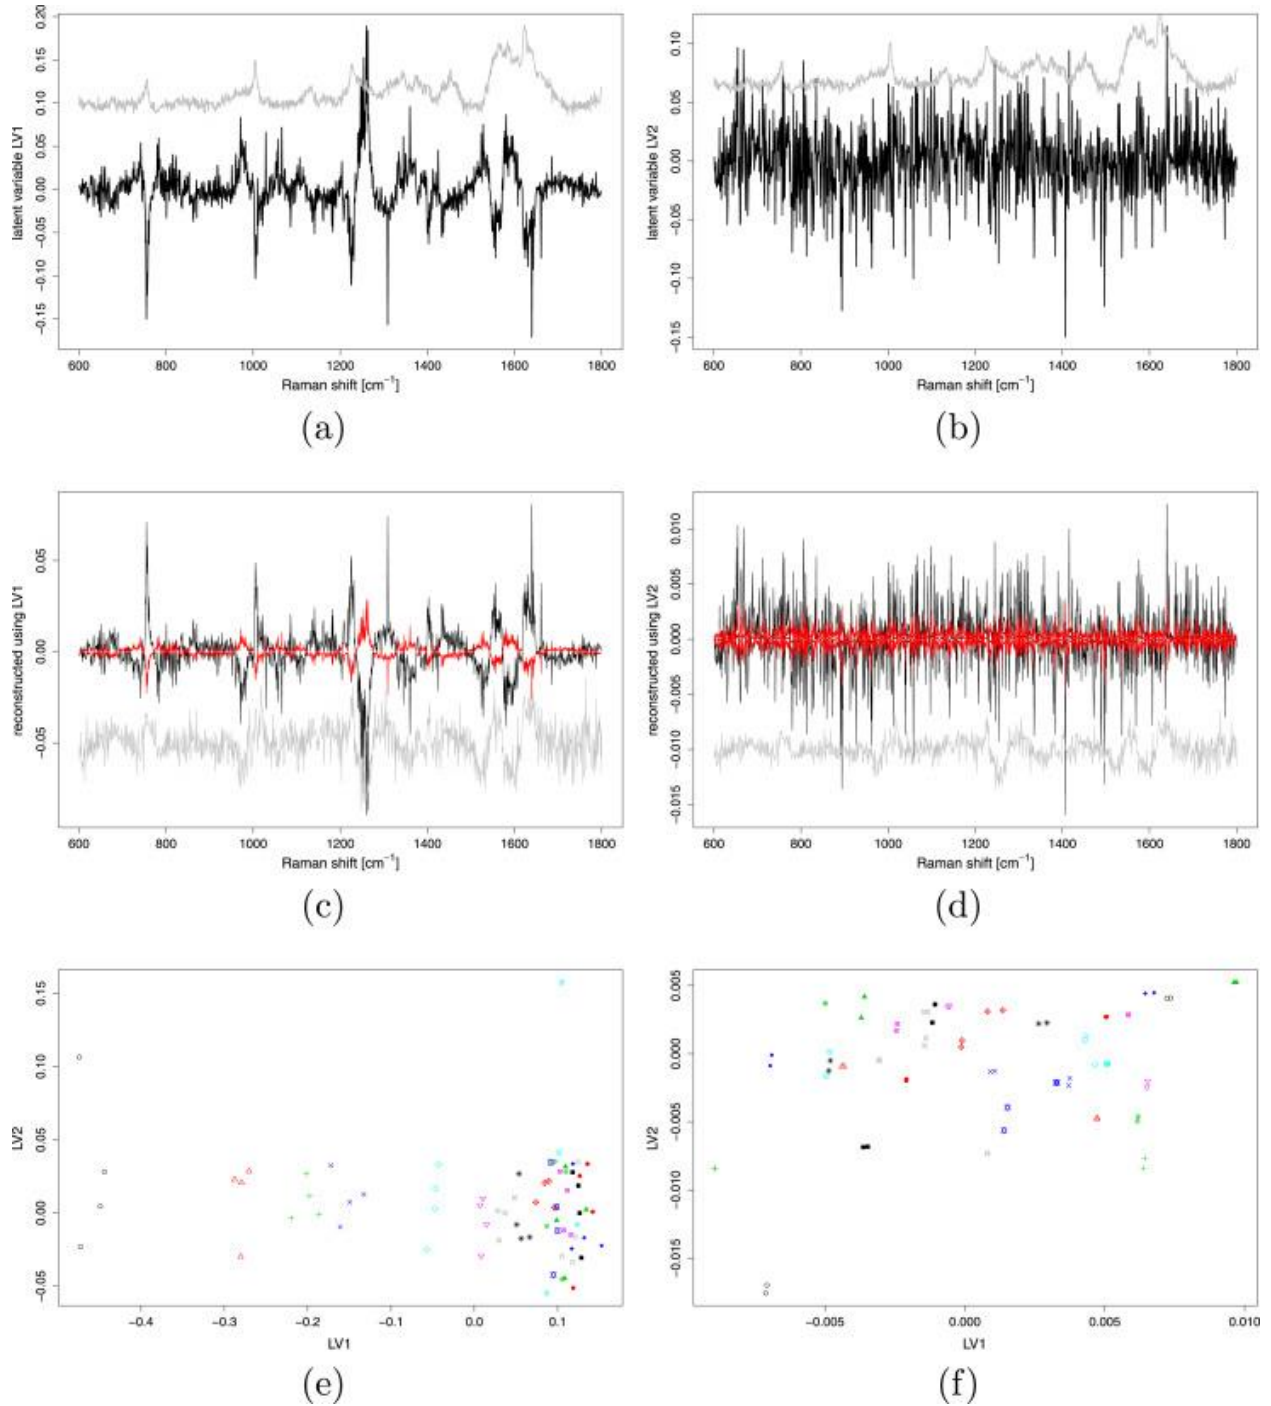 0.20
0.15
0.10
0.05
0.00
−0.05
−0.10
−0.15
latent variable LV1
600 800 1000 1200 1400 1600 1800
Raman shift [cm⁻¹]
(a)
0.10
0.05
0.00
−0.05
−0.10
−0.15
latent variable LV2
600 800 1000 1200 1400 1600 1800
Raman shift [cm⁻¹]
(b)
0.05
0.00
−0.05
reconstructed using LV1
600 800 1000 1200 1400 1600 1800
Raman shift [cm⁻¹]
(c)
0.010
0.005
0.000
−0.005
−0.010
−0.015
reconstructed using LV2
600 800 1000 1200 1400 1600 1800
Raman shift [cm⁻¹]
(d)
0.15
0.10
0.05
0.00
−0.05
LV2
−0.4 −0.3 −0.2 −0.1 0.0 0.1
LV1
(e)
0.005
0.000
−0.005
−0.010
−0.015
LV2
−0.005 0.000 0.005 0.010
LV1
(f)